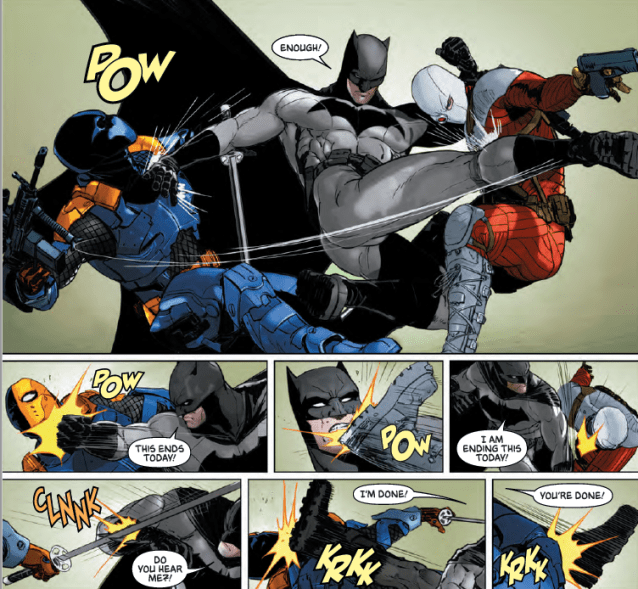 ENOUGH!
POW
POW
THIS ENDS
TODAY!
POW
I AM
ENDING THIS
TODAY!
CLNNK
DO
YOU HEAR
ME?!
I'M DONE!
KRKK
YOU'RE DONE!
KRKK